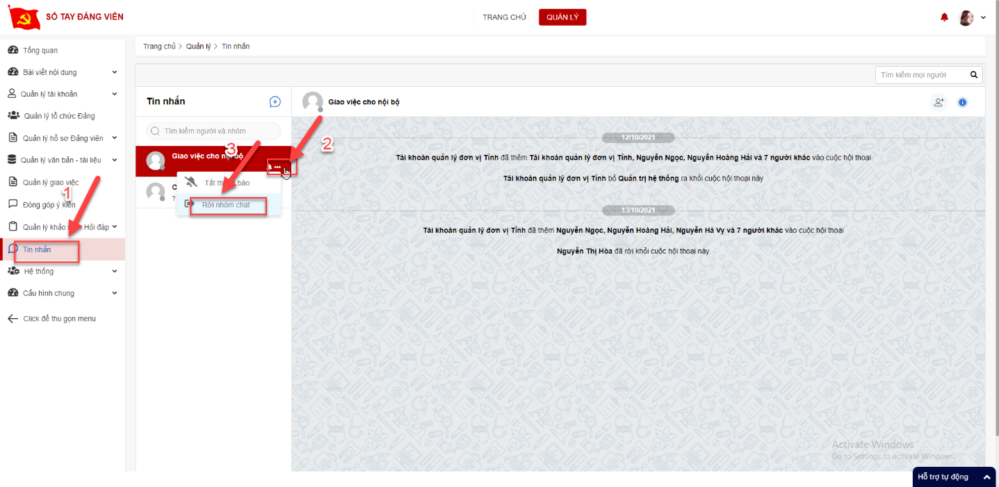 SỔ TAY ĐẢNG VIÊN
TRANG CHỦ
QUẢN LÝ
Tổng quan
Bài viết nội dung
Quản lý tài khoản
Quản lý tổ chức Đảng
Quản lý hồ sơ Đảng viên
Quản lý văn bản - tài liệu
Quản lý giao việc
1
Đóng góp ý kiến
Quản lý khảo Hỏi đáp
Tin nhắn
Hệ thống
Cấu hình chung
Click để thu gọn menu
Trang chủ > Quản lý > Tin nhắn
Tìm kiếm mọi người
Tin nhắn
Tìm kiếm người và nhóm
3
2
Giao việc cho nội bộ
C
?
Tắt báo
Rời nhóm chat
Giao việc cho nội bộ
12/10/2021
Tài khoản quản lý đơn vị Tỉnh đã thêm Tài khoản quản lý đơn vị Tỉnh, Nguyễn Ngọc, Nguyễn Hoàng Hải và 7 người khác vào cuộc hội thoại
Tài khoản quản lý đơn vị Tỉnh bỏ Quản trị hệ thống ra khỏi cuộc hội thoại này
13/10/2021
Tài khoản quản lý đơn vị Tỉnh đã thêm Nguyễn Ngọc, Nguyễn Hoàng Hải, Nguyễn Hà Vy và 7 người khác vào cuộc hội thoại
Nguyễn Thị Hòa đã rời khỏi cuộc hội thoại này
Activate Windows
Go to Settings to activate Windows.
Hỗ trợ tự động